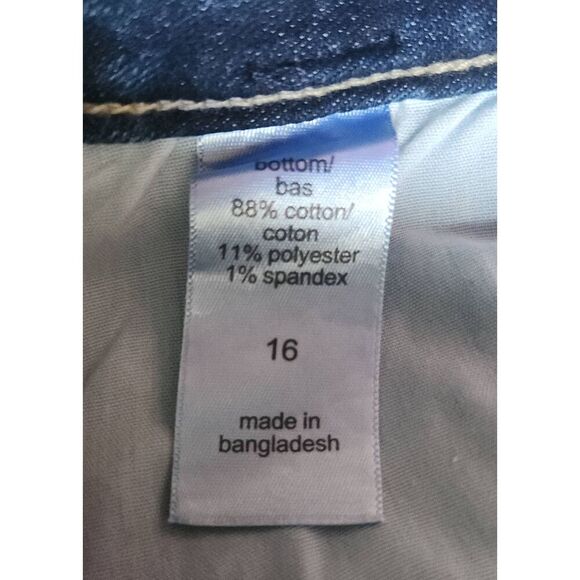 bottom/
bas
88% cotton/
coton
11% polyester
1% spandex
16
made in
bangladesh